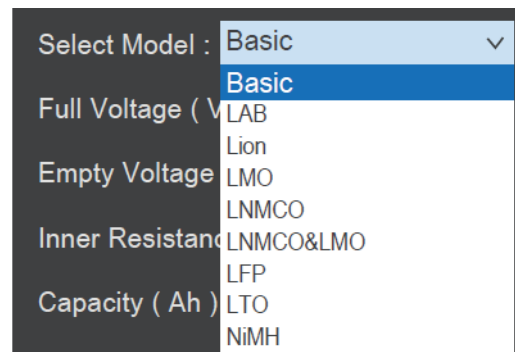 Select Model : Basic
Basic
Full Voltage ( V
LAB
Lion
LMO
Empty Voltage
LNMCO
Inner Resistanc
LNMCO&LMO
LFP
Capacity ( Ah )
LTO
NiMH